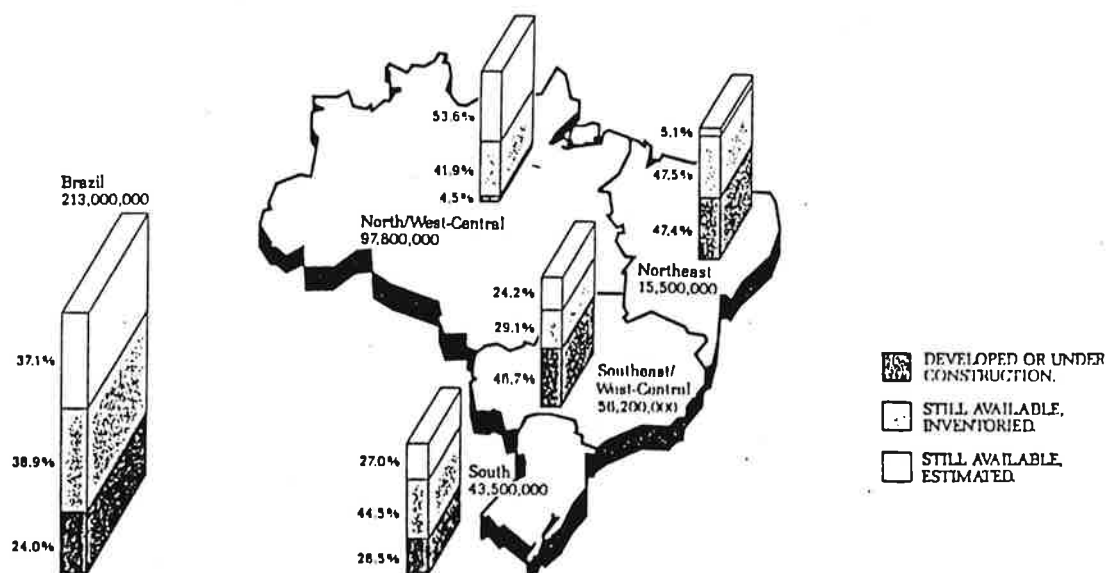 53.6%
41.9%
4.5%
North/West-Central
97,800,000
5.1%
47.5%
47.4%
Northeast
15,500,000
Brazil
213,000,000
37.1%
38.9%
24.0%
24.2%
29.1%
46.7%
Southeast/
West-Central
56,200,000
27.0%
44.5%
28.5%
South
43,500,000
DEVELOPED OR UNDER
CONSTRUCTION.
STILL AVAILABLE,
INVENTORIED.
STILL AVAILABLE,
ESTIMATED.